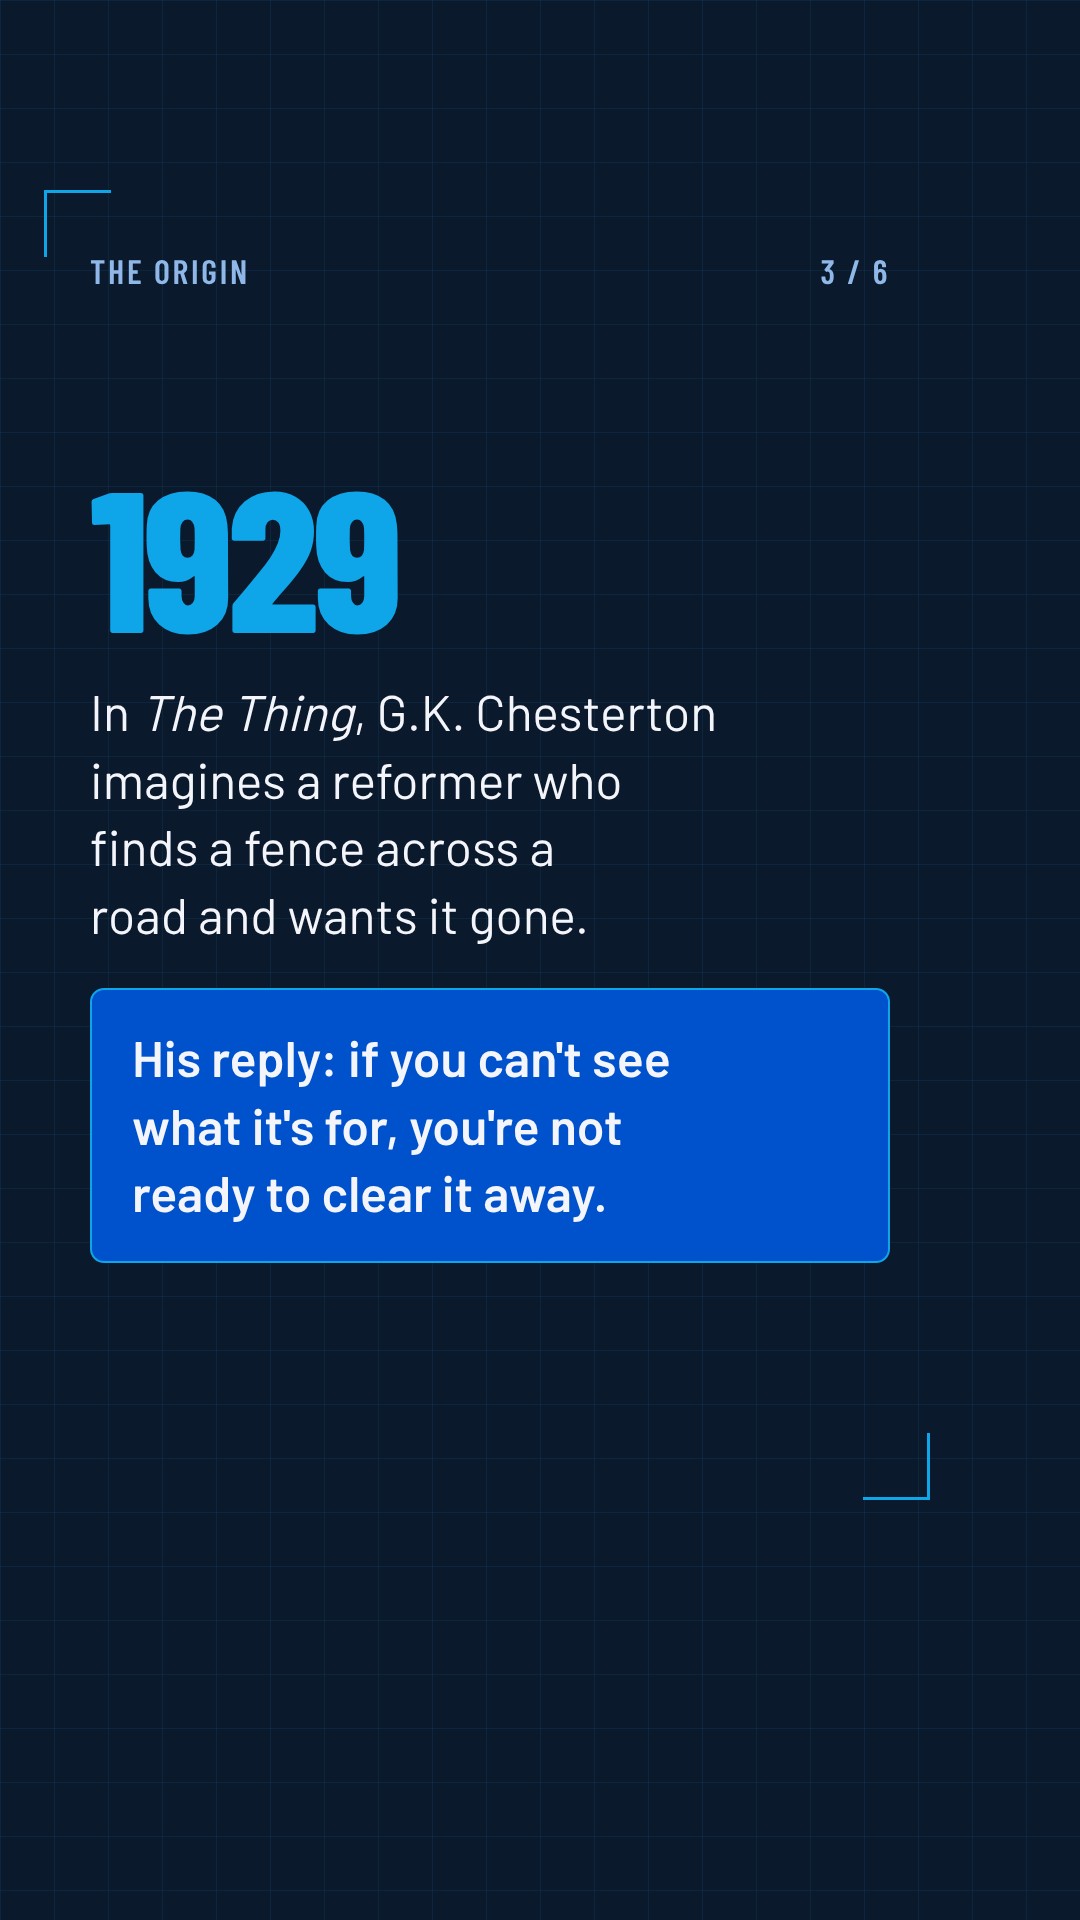 THE ORIGIN
3 / 6
1929
In The Thing, G.K. Chesterton
imagines a reformer who
finds a fence across a
road and wants it gone.
His reply: if you can't see
what it's for, you're not
ready to clear it away.